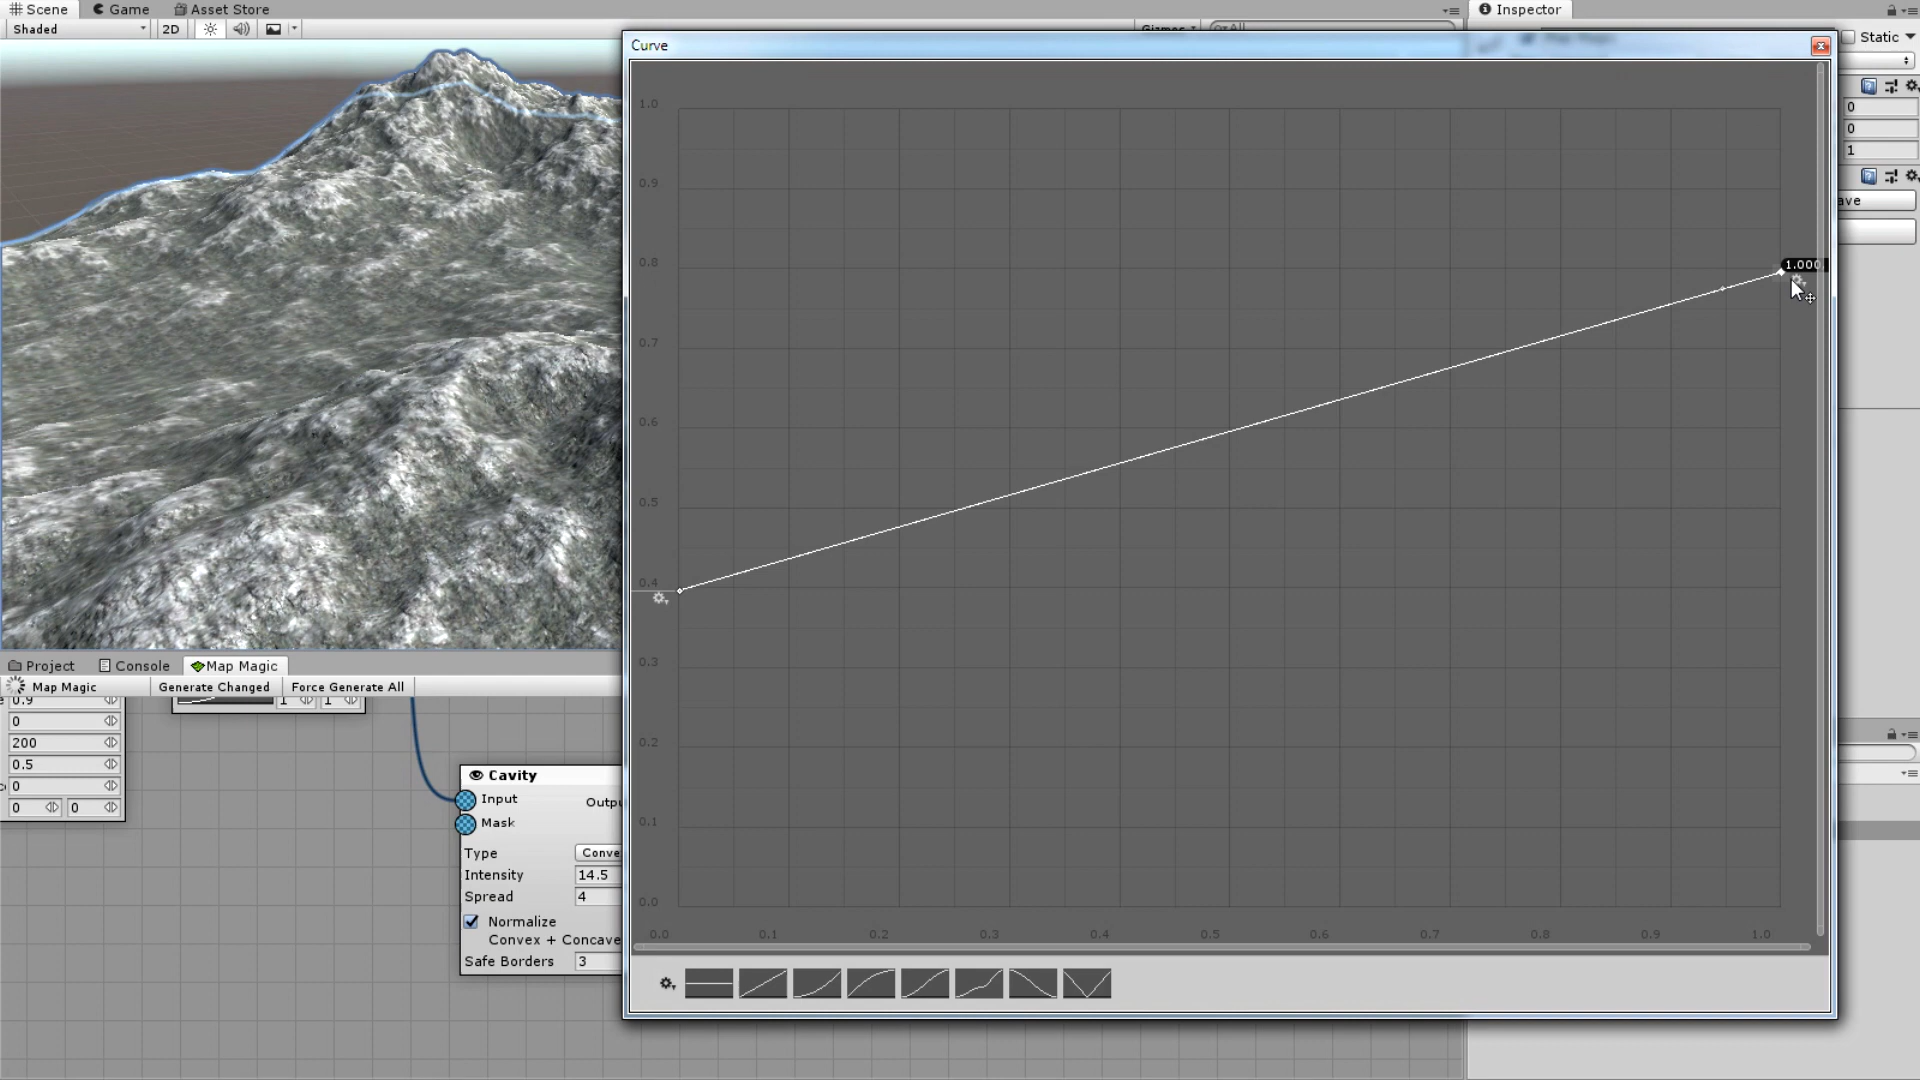 Scene Game Asset Store
Inspector
Shaded 2D
Static
Curve
1.0
0.9
0.8
0.7
0.6
0.5
0.4
0.3
0.2
0.1
0.0
1.000
0.0 0.1 0.2 0.3 0.4 0.5 0.6 0.7 0.8 0.9 1.0
0
0
1
Project Console Map Magic
Map Magic Generate Changed Force Generate All
0.9
1 1
0
200
0.5
0
0 0
Cavity
Input
Mask
Type
Intensity 14.5
Spread 4
Normalize
Convex + Concave
Safe Borders 3